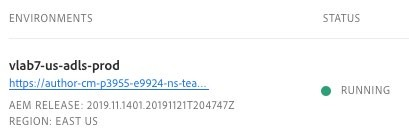 ENVIRONMENTS STATUS
vlab7-us-adls-prod
https://author-cm-p3955-e9924-ns-tea...
RUNNING
AEM RELEASE: 2019.11.1401.20191121T204747Z
REGION: EAST US